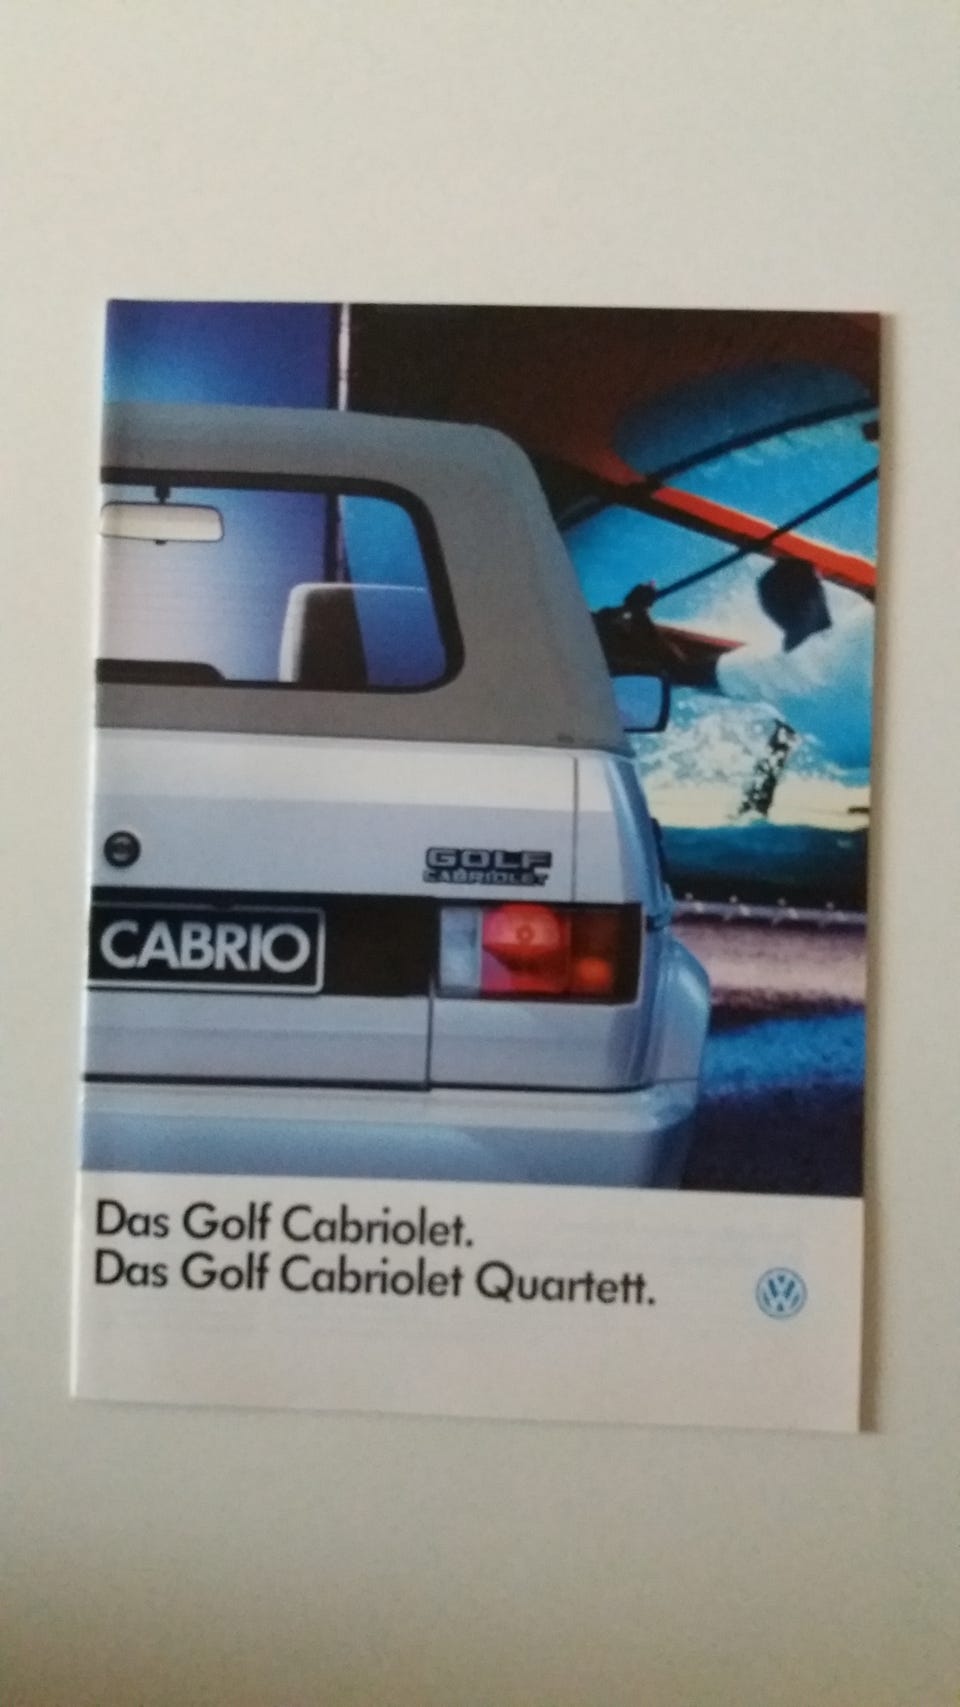 GOLF
CABRIOLET
CABRIO
Das Golf Cabriolet.
Das Golf Cabriolet Quartett.